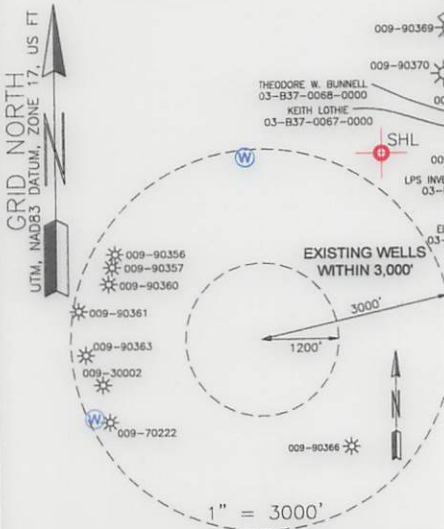 GRID NORTH
UTM, NAD83 DATUM, ZONE 17, US FT
N
009-90369
009-90370
THEODORE W. BUNNELL
03-B37-0068-0000
KEITH LOTHIE
03-B37-0067-0000
W
SHL
009-90356
009-90357
009-90360
009-90361
EXISTING WELLS
WITHIN 3,000'
3000'
1200'
009-90363
009-30002
W
009-70222
N
009-90366
1" = 3000'